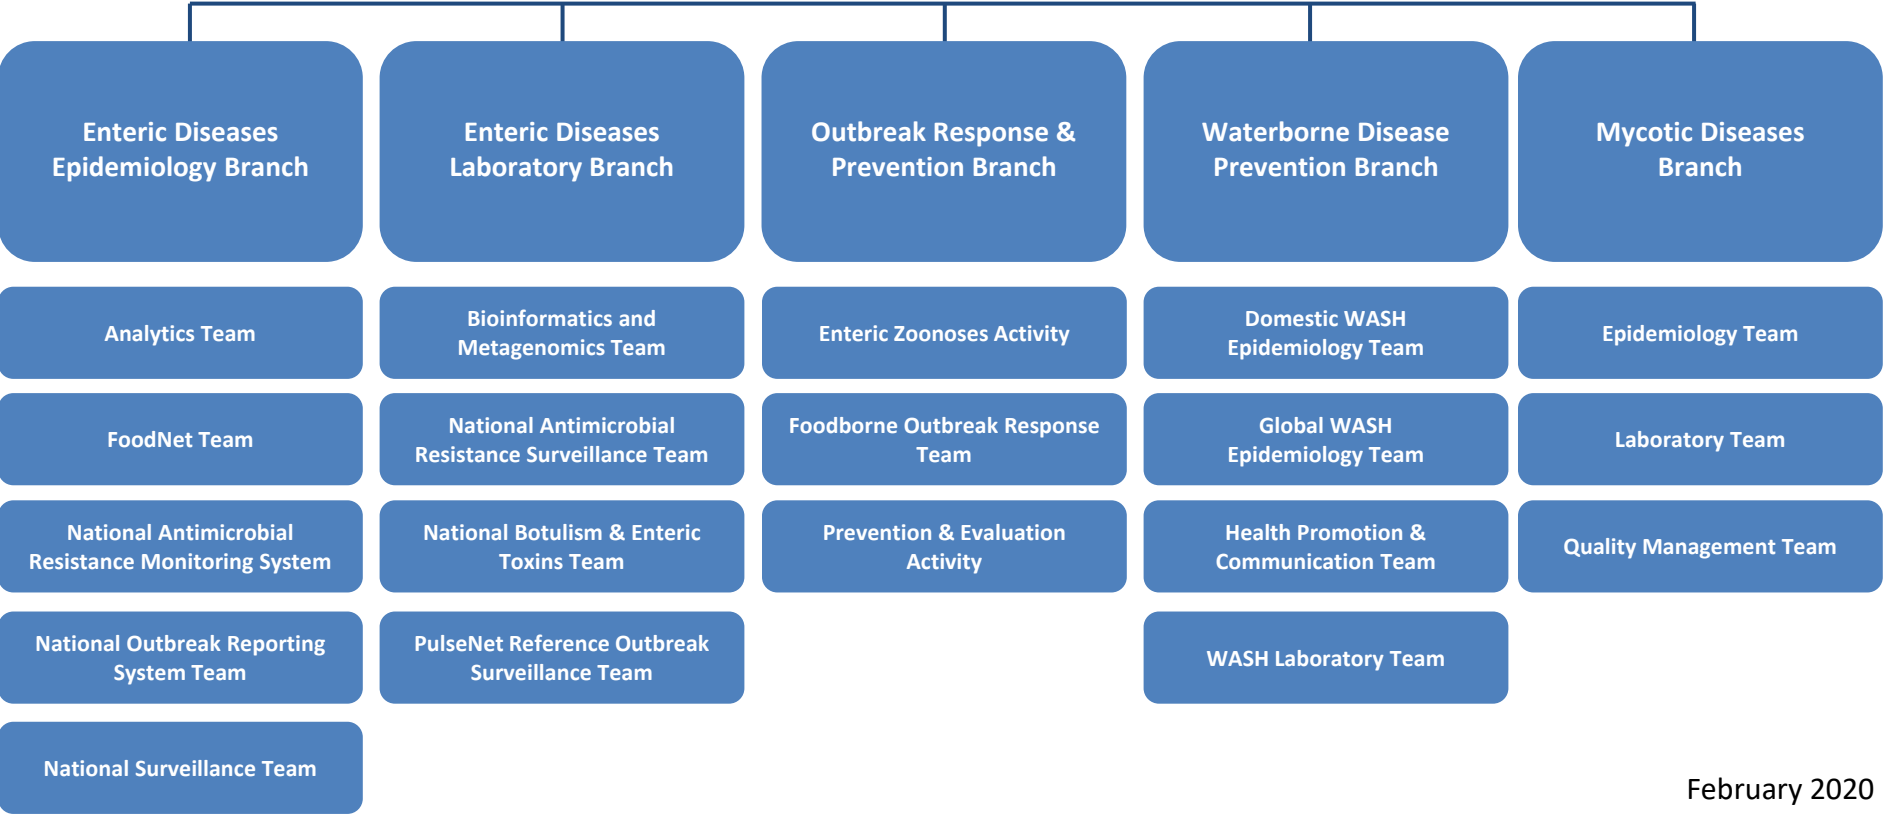 Enteric Diseases
Epidemiology Branch
Enteric Diseases
Laboratory Branch
Outbreak Response &
Prevention Branch
Waterborne Disease
Prevention Branch
Mycotic Diseases
Branch
Analytics Team
Bioinformatics and
Metagenomics Team
Enteric Zoonoses Activity
Domestic WASH
Epidemiology Team
Epidemiology Team
FoodNet Team
National Antimicrobial
Resistance Surveillance Team
Foodborne Outbreak Response
Team
Global WASH
Epidemiology Team
Laboratory Team
National Antimicrobial
Resistance Monitoring System
National Botulism & Enteric
Toxins Team
Prevention & Evaluation
Activity
Health Promotion &
Communication Team
Quality Management Team
National Outbreak Reporting
System Team
PulseNet Reference Outbreak
Surveillance Team
WASH Laboratory Team
National Surveillance Team
February 2020